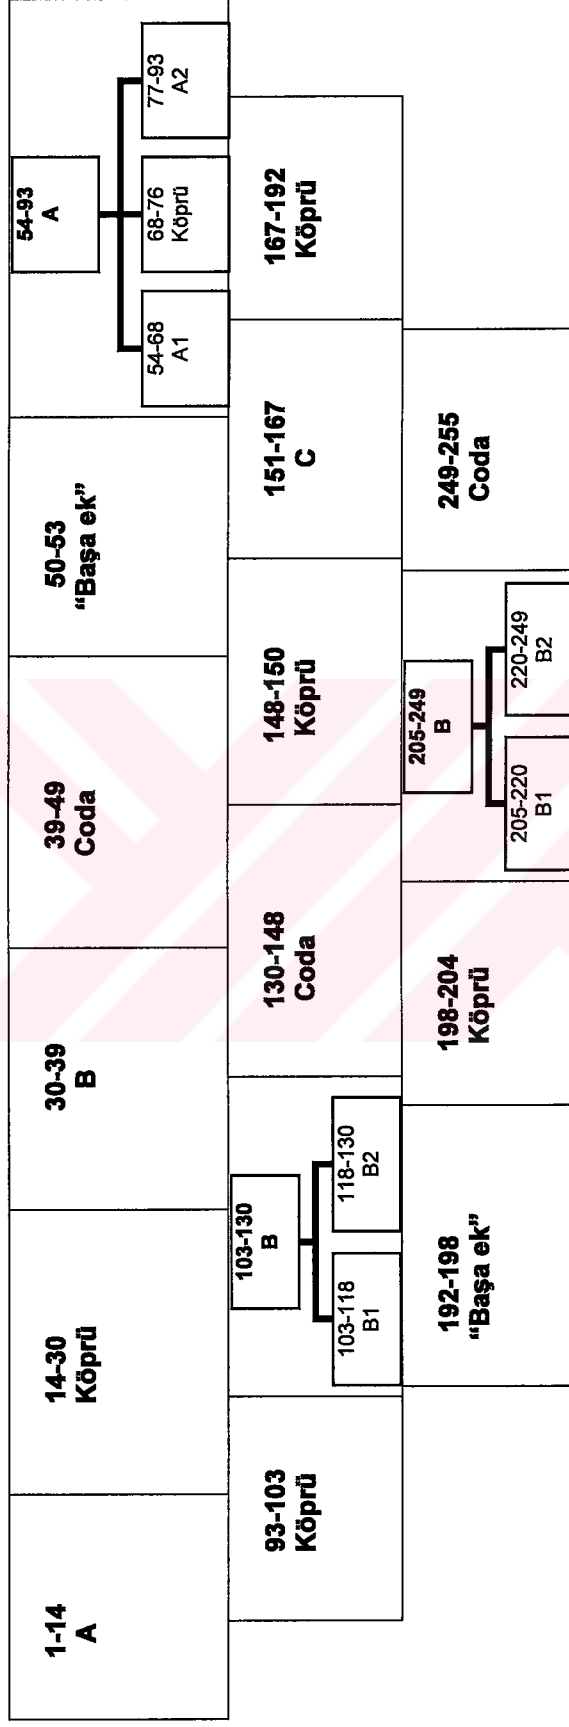 1-14
A
14-30
Köprü
30-39
B
39-49
Coda
50-53
“Başa ek”
54-93
A
54-68
A1
68-76
Köprü
77-93
A2
93-103
Köprü
103-130
B
103-118
B1
118-130
B2
130-148
Coda
148-150
Köprü
151-167
C
167-192
Köprü
192-198
“Başa ek”
198-204
Köprü
205-249
B
205-220
B1
220-249
B2
249-255
Coda